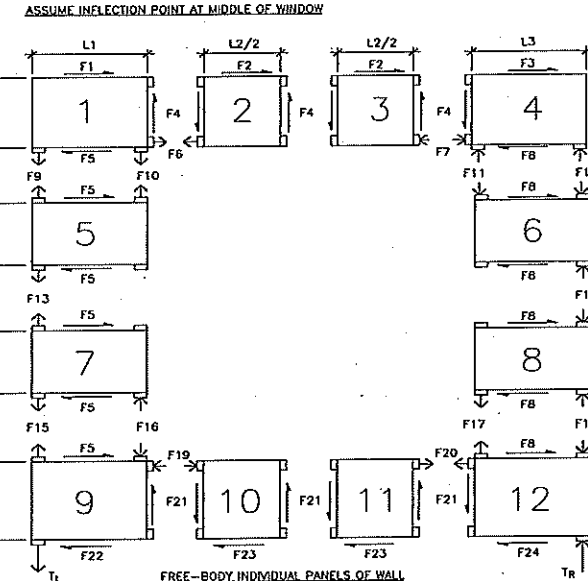 ASSUME INFLECTION POINT AT MIDDLE OF WINDOW
L1 L2/2 L2/2 L3
F1 F2 F2 F3
1 2 3 4
F4 F4 F4
F6 F7
F5 F8
F9 F10 F11
F5 F8
5 6
F5 F8
F13
F5 F8
7 8
F5 F8
F15 F16 F17
F5 F19 F20 F8
9 10 11 12
F21 F21 F21
F22 F23 F23 F24
FREE-BODY INDIVIDUAL PANELS OF WALL
TR